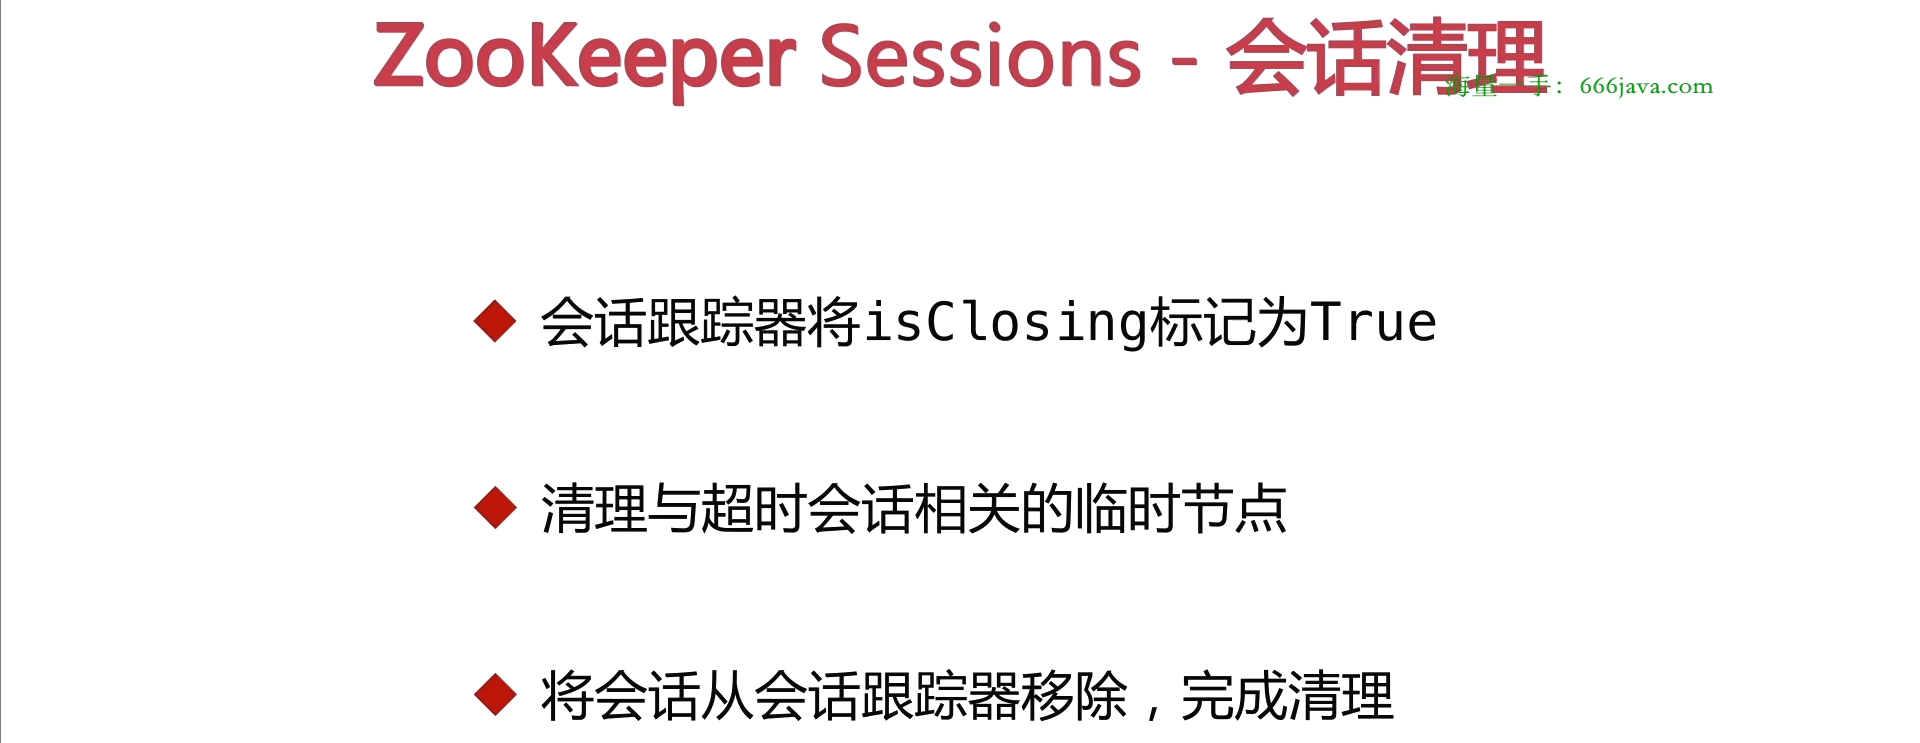 ZooKeeper Sessions - 会话清理
海量一手：666java.com
会话跟踪器将isClosing标记为True
清理与超时会话相关的临时节点
将会话从会话跟踪器移除，完成清理